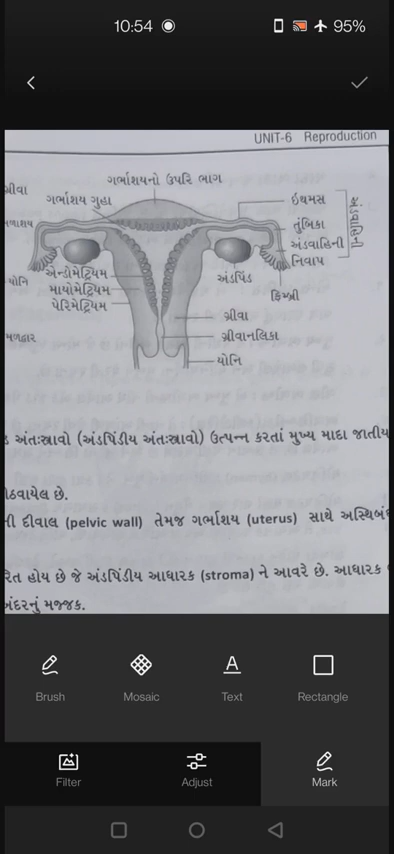 10:54
95%
UNIT-6 Reproduction
ગર્ભાશયનો ઉપરિ ભાગ
ગર્ભાશય ગુહા
ઇથમસ
તુંબિકા
અંડવાહિની
નિવાપ
અંડવાહિની
ફિમ્બ્રી
એન્ડોમેટ્રિયમ
માયોમેટ્રિયમ
પેરિમેટ્રિયમ
અંડપિંડ
ગ્રીવા
ગ્રીવાનલિકા
યોનિ
ગ્રીવા
યોનિ
મળદ્વાર
અંતઃસ્ત્રાવો (અંડપિંડીય અંતઃસ્ત્રાવો) ઉત્પન્ન કરતાં મુખ્ય માદા જાતીય
ઠવાયેલ છે.
ની દીવાલ (pelvic wall) તેમજ ગર્ભાશય (uterus) સાથે અસ્થિબં
રિત હોય છે જે અંડપિંડીય આધારક (stroma) ને આવરે છે. આધારક
અંદરનું મજ્જક.
Brush
Mosaic
Text
Rectangle
Filter
Adjust
Mark